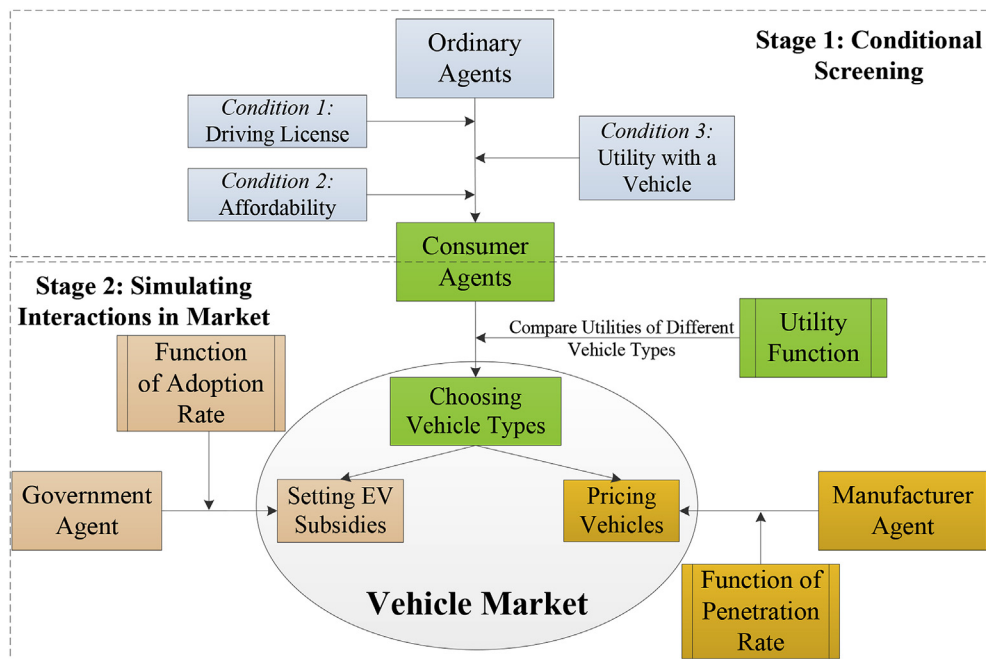 Ordinary
Agents
Stage 1: Conditional
Screening
Condition 1:
Driving License
Condition 3:
Utility with a
Vehicle
Condition 2:
Affordability
Consumer
Agents
Stage 2: Simulating
Interactions in Market
Compare Utilities of Different
Vehicle Types
Utility
Function
Function
of Adoption
Rate
Choosing
Vehicle Types
Government
Agent
Setting EV
Subsidies
Pricing
Vehicles
Manufacturer
Agent
Vehicle Market
Function of
Penetration
Rate